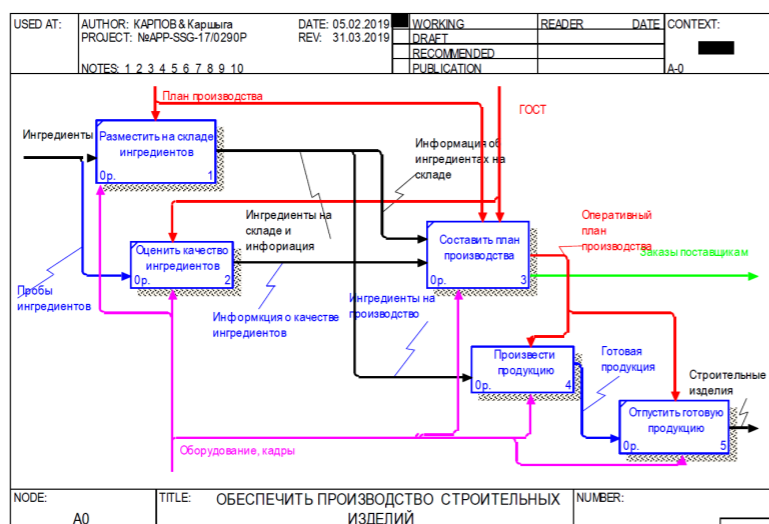 USED AT:
AUTHOR: КАРПОВ & Каршыга
DATE: 05.02.2019
WORKING
READER
DATE
CONTEXT:
PROJECT: №APP-SSG-17/0290P
REV: 31.03.2019
DRAFT
RECOMMENDED
NOTES: 1 2 3 4 5 6 7 8 9 10
PUBLICATION
A-0
План производства
ГОСТ
Ингредиенты
Разместить на складе
ингредиентов
0р.
1
Информация об
ингредиентах на
складе
Ингредиенты на
складе и
инфориация
Оперативный
план
производства
Оценить качество
ингредиентов
0р.
2
Составить план
производства
0р.
3
Заказы поставщикам
Пробы
ингредиентов
Информкция о качестве
ингредиентов
Ингредиенты на
производство
Произвести
продукцию
0р.
4
Готовая
продукция
Строительные
изделия
Отпустить готовую
продукцию
0р.
5
Оборудование, кадры
NODE:
A0
TITLE:
ОБЕСПЕЧИТЬ ПРОИЗВОДСТВО СТРОИТЕЛЬНЫХ
ИЗДЕЛИЙ
NUMBER: